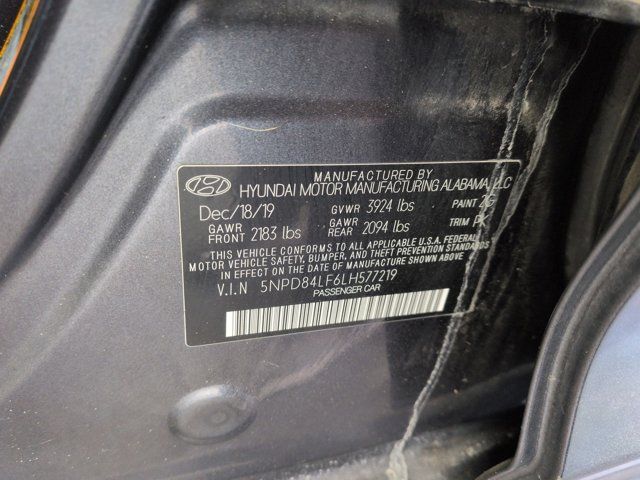 MANUFACTURED BY
HYUNDAI MOTOR MANUFACTURING ALABAMA, LLC
Dec/18/19 GVWR 3924 lbs PAINT
GAWR FRONT 2183 lbs GAWR REAR 2094 lbs TRIM
THIS VEHICLE CONFORMS TO ALL APPLICABLE U.S.A. FEDERAL
MOTOR VEHICLE SAFETY, BUMPER, AND THEFT PREVENTION STANDARDS
IN EFFECT ON THE DATE OF MANUFACTURE SHOWN ABOVE.
V.I.N 5NPD84LF6LH577219
PASSENGER CAR